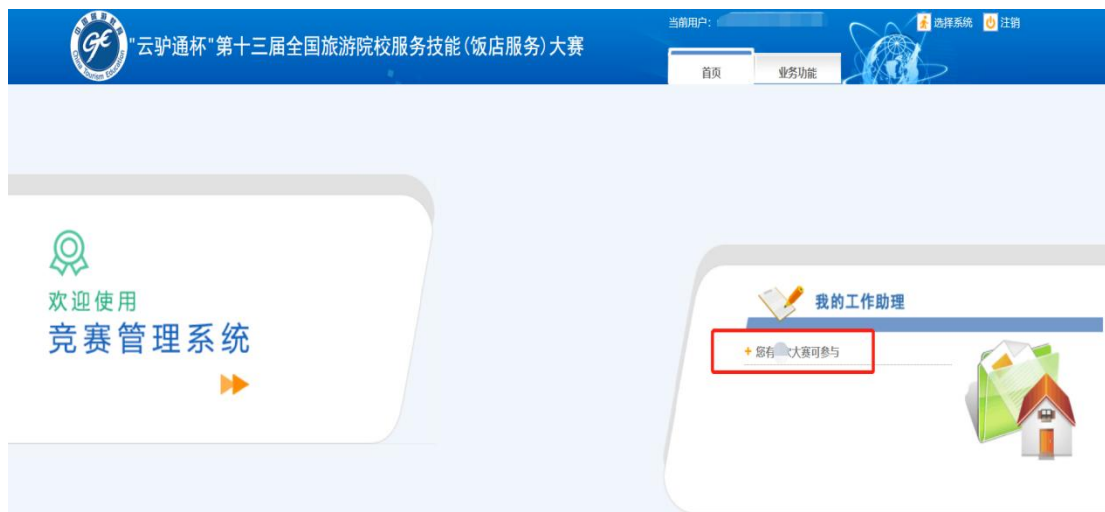 "云驴通杯"第十三届全国旅游院校服务技能(饭店服务)大赛
当前用户:
选择系统
注销
首页
业务功能
欢迎使用
竞赛管理系统
我的工作助理
+ 您有 次大赛可参与